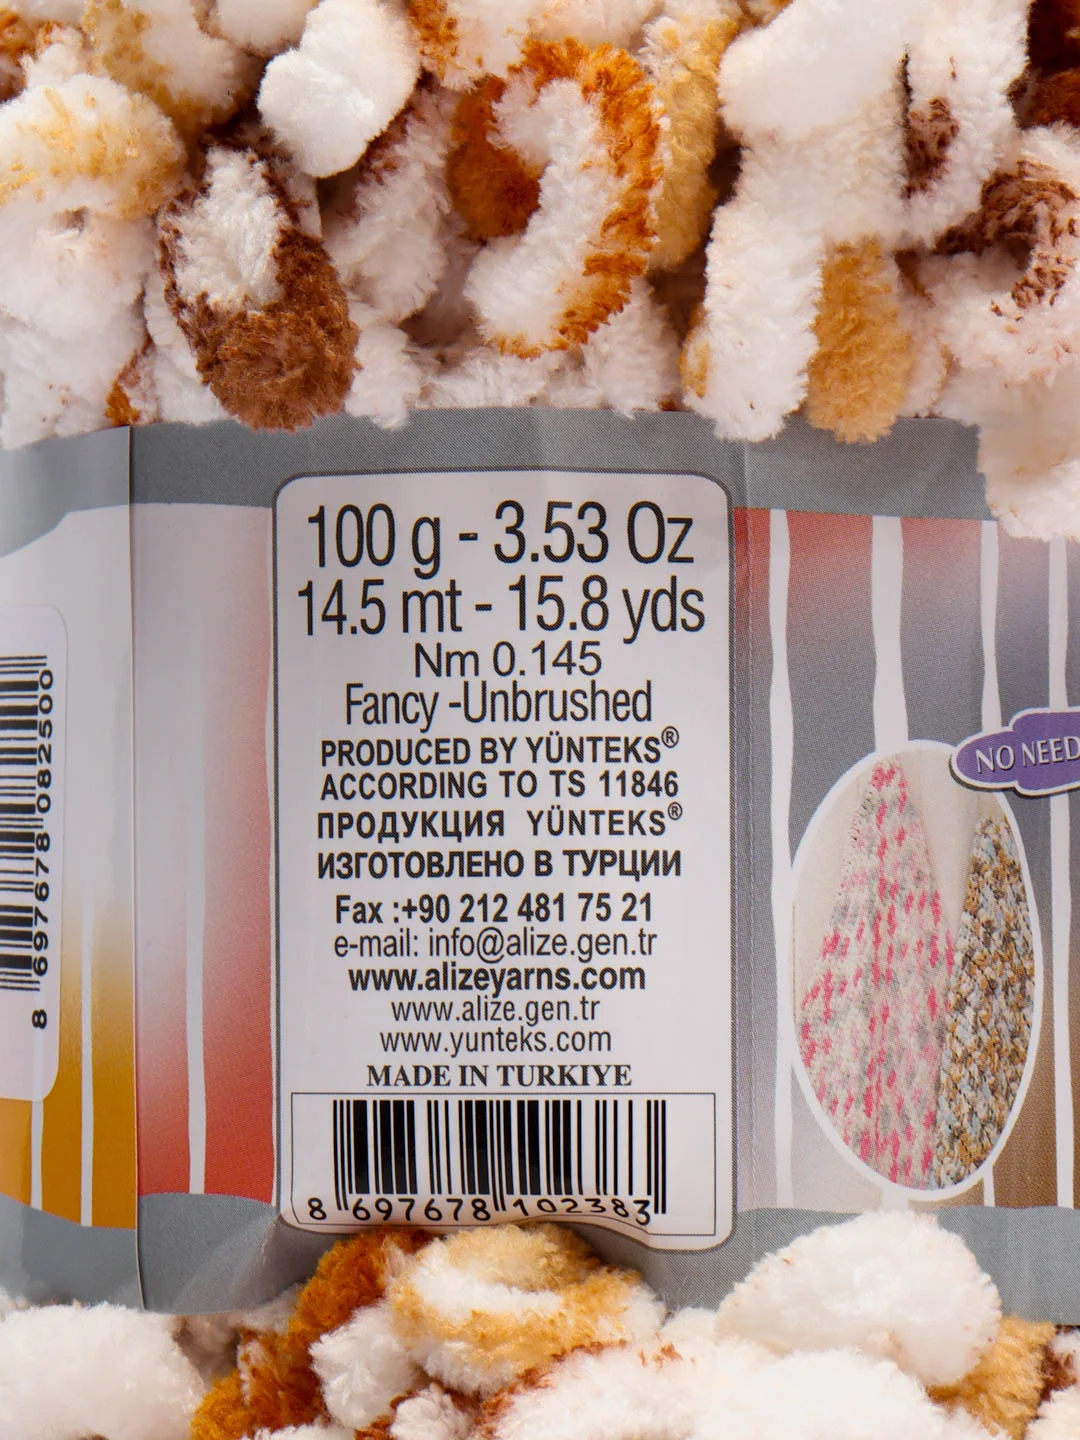 100 g - 3.53 Oz
14.5 mt - 15.8 yds
Nm 0.145
Fancy -Unbrushed
PRODUCED BY YÜNTEKS®
ACCORDING TO TS 11846
ПРОДУКЦИЯ YÜNTEKS®
ИЗГОТОВЛЕНО В ТУРЦИИ
Fax :+90 212 481 75 21
e-mail: info@alize.gen.tr
www.alizeyarns.com
www.alize.gen.tr
www.yunteks.com
MADE IN TURKIYE
8 697678 102383
8 697678 082500
NO NEED